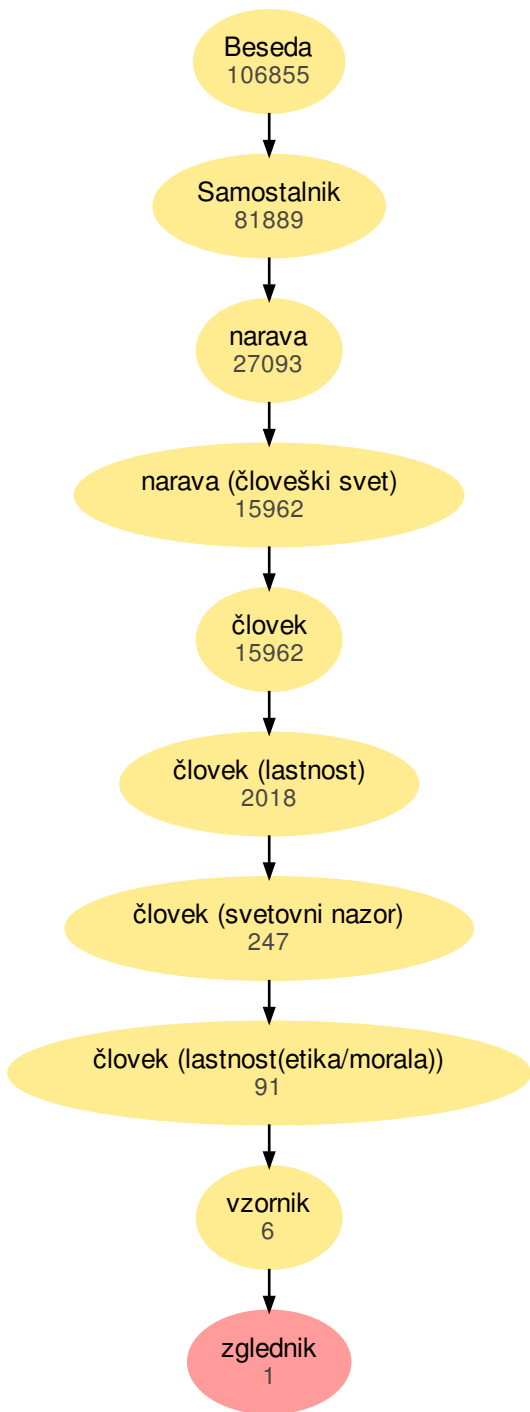 Beseda
106855
Samostalnik
81889
narava
27093
narava (človeški svet)
15962
človek
15962
človek (lastnost)
2018
človek (svetovni nazor)
247
človek (lastnost(etika/morala))
91
vzornik
6
zglednik
1